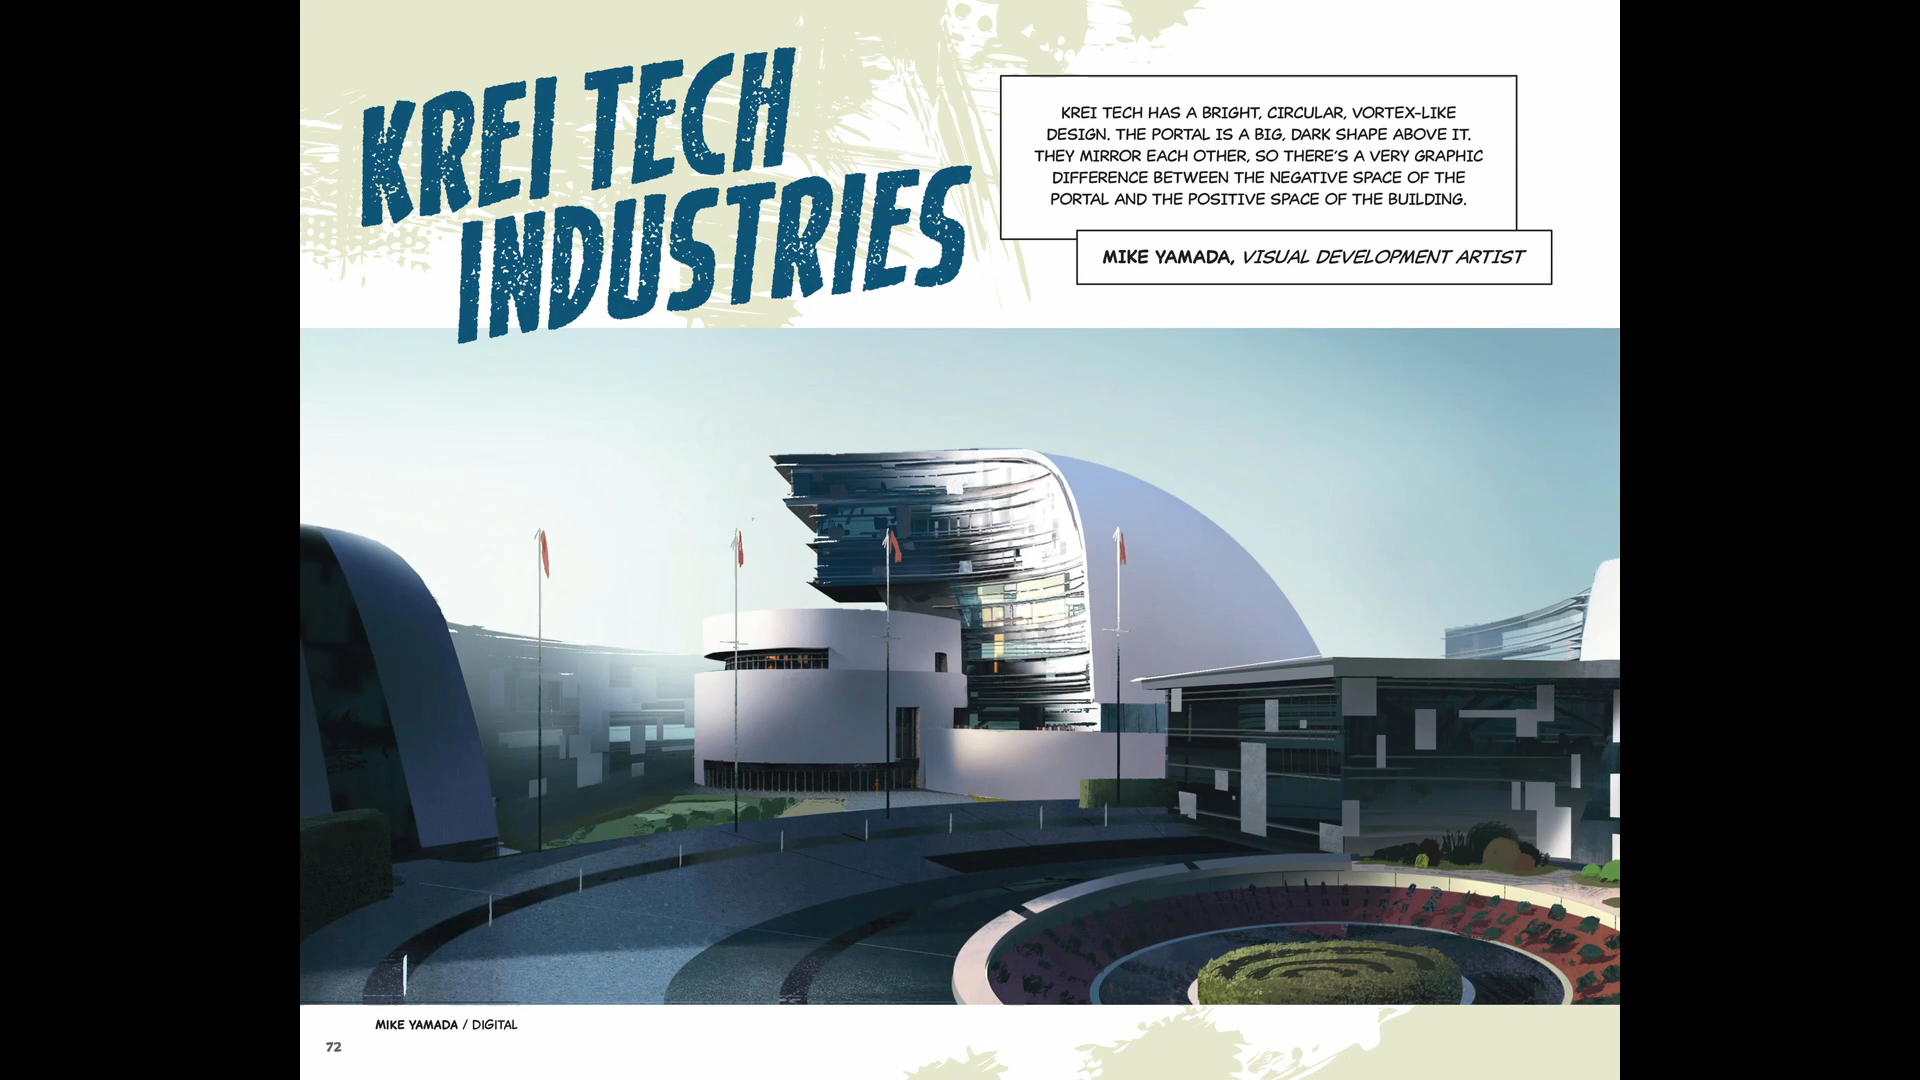 KREI TECH
INDUSTRIES
KREI TECH HAS A BRIGHT, CIRCULAR, VORTEX-LIKE
DESIGN. THE PORTAL IS A BIG, DARK SHAPE ABOVE IT.
THEY MIRROR EACH OTHER, SO THERE'S A VERY GRAPHIC
DIFFERENCE BETWEEN THE NEGATIVE SPACE OF THE
PORTAL AND THE POSITIVE SPACE OF THE BUILDING.
MIKE YAMADA, VISUAL DEVELOPMENT ARTIST
MIKE YAMADA / DIGITAL
72